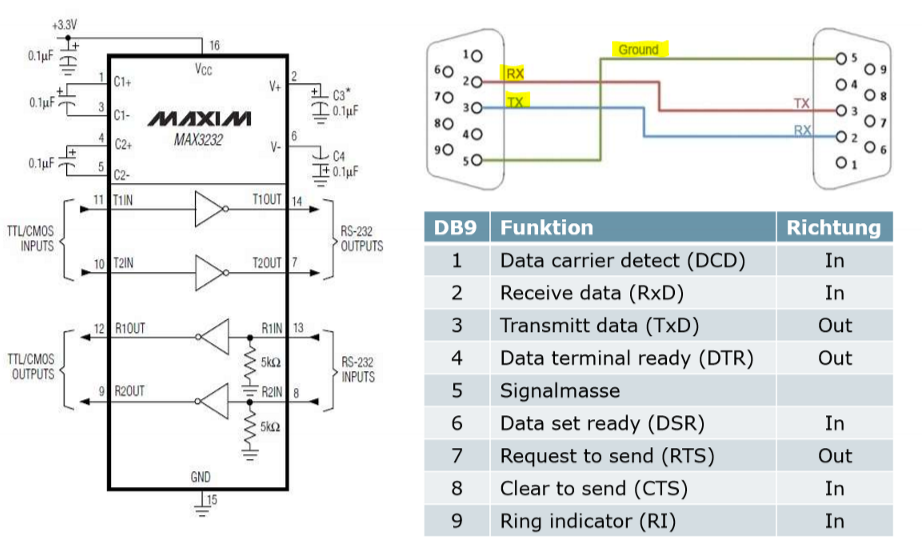 +3.3V
0.1µF
16
VCC
1
C1+
0.1µF
3
C1-
4
C2+
0.1µF
5
C2-
MAXIM
MAX3232
2
V+
C3*
0.1µF
6
V-
C4
0.1µF
11 T1IN
T1OUT 14
TTL/CMOS
INPUTS
RS-232
OUTPUTS
10 T2IN
T2OUT 7
12 R1OUT
R1IN 13
5kΩ
TTL/CMOS
OUTPUTS
RS-232
INPUTS
9 R2OUT
R2IN 8
5kΩ
GND
15
Ground
1
6
2
RX
7
3
TX
8
4
9
5
5
9
4
8
TX
3
7
RX
2
6
1
DB9 Funktion Richtung
1 Data carrier detect (DCD) In
2 Receive data (RxD) In
3 Transmitt data (TxD) Out
4 Data terminal ready (DTR) Out
5 Signalmasse
6 Data set ready (DSR) In
7 Request to send (RTS) Out
8 Clear to send (CTS) In
9 Ring indicator (RI) In